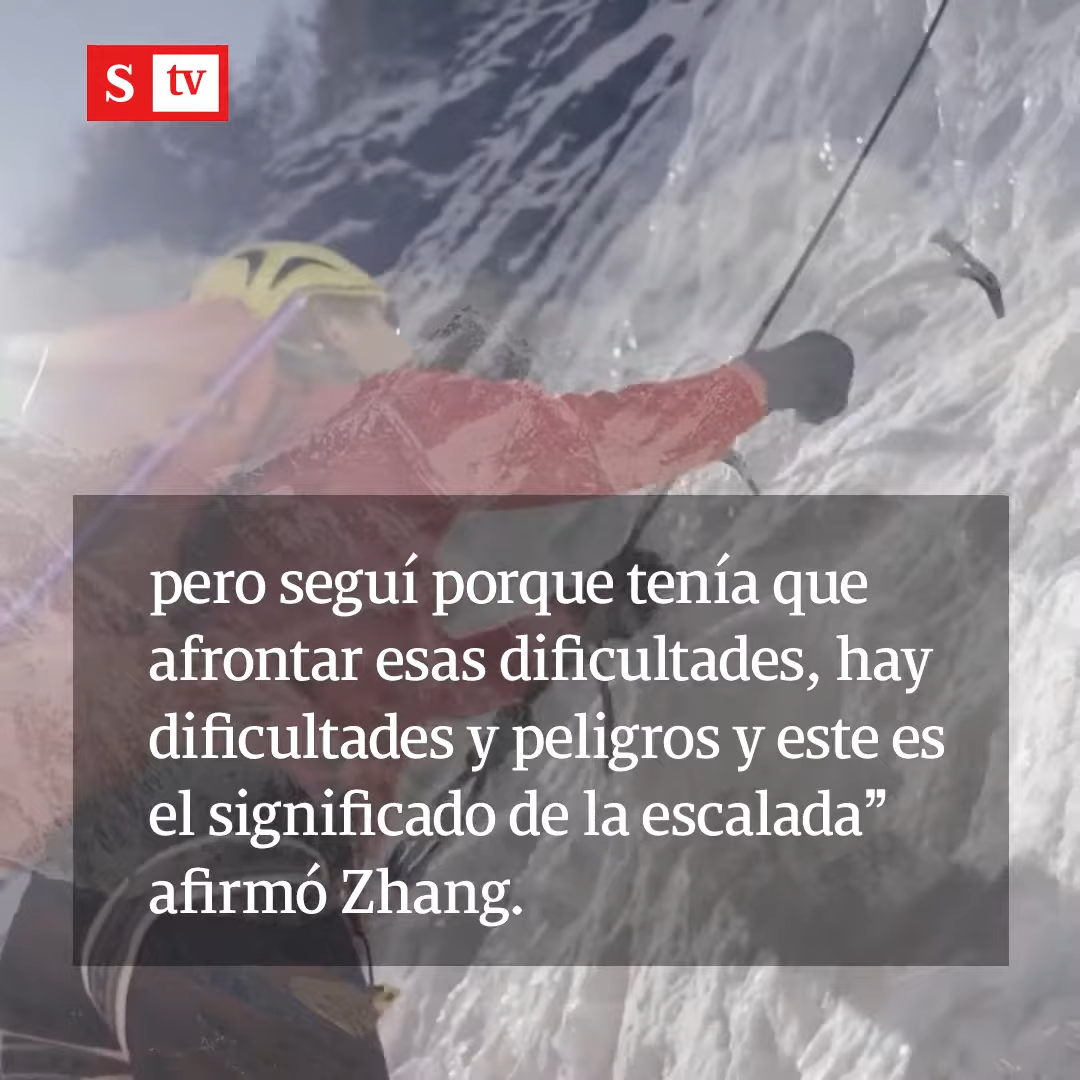 S tv
pero seguí porque tenía que
afrontar esas dificultades, hay
dificultades y peligros y este es
el significado de la escalada”
afirmó Zhang.